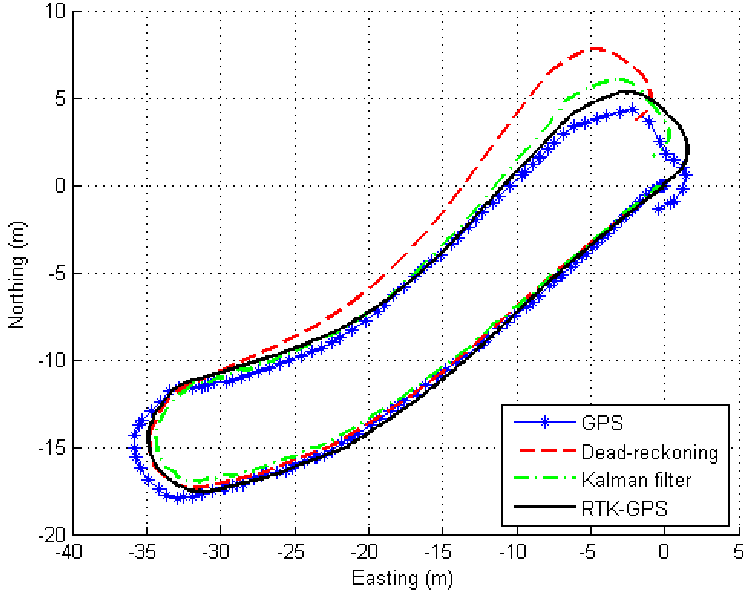 10
5
0
-5
-10
-15
-20
Northing (m)
GPS
Dead-reckoning
Kalman filter
RTK-GPS
-40 -35 -30 -25 -20 -15 -10 -5 0 5
Easting (m)